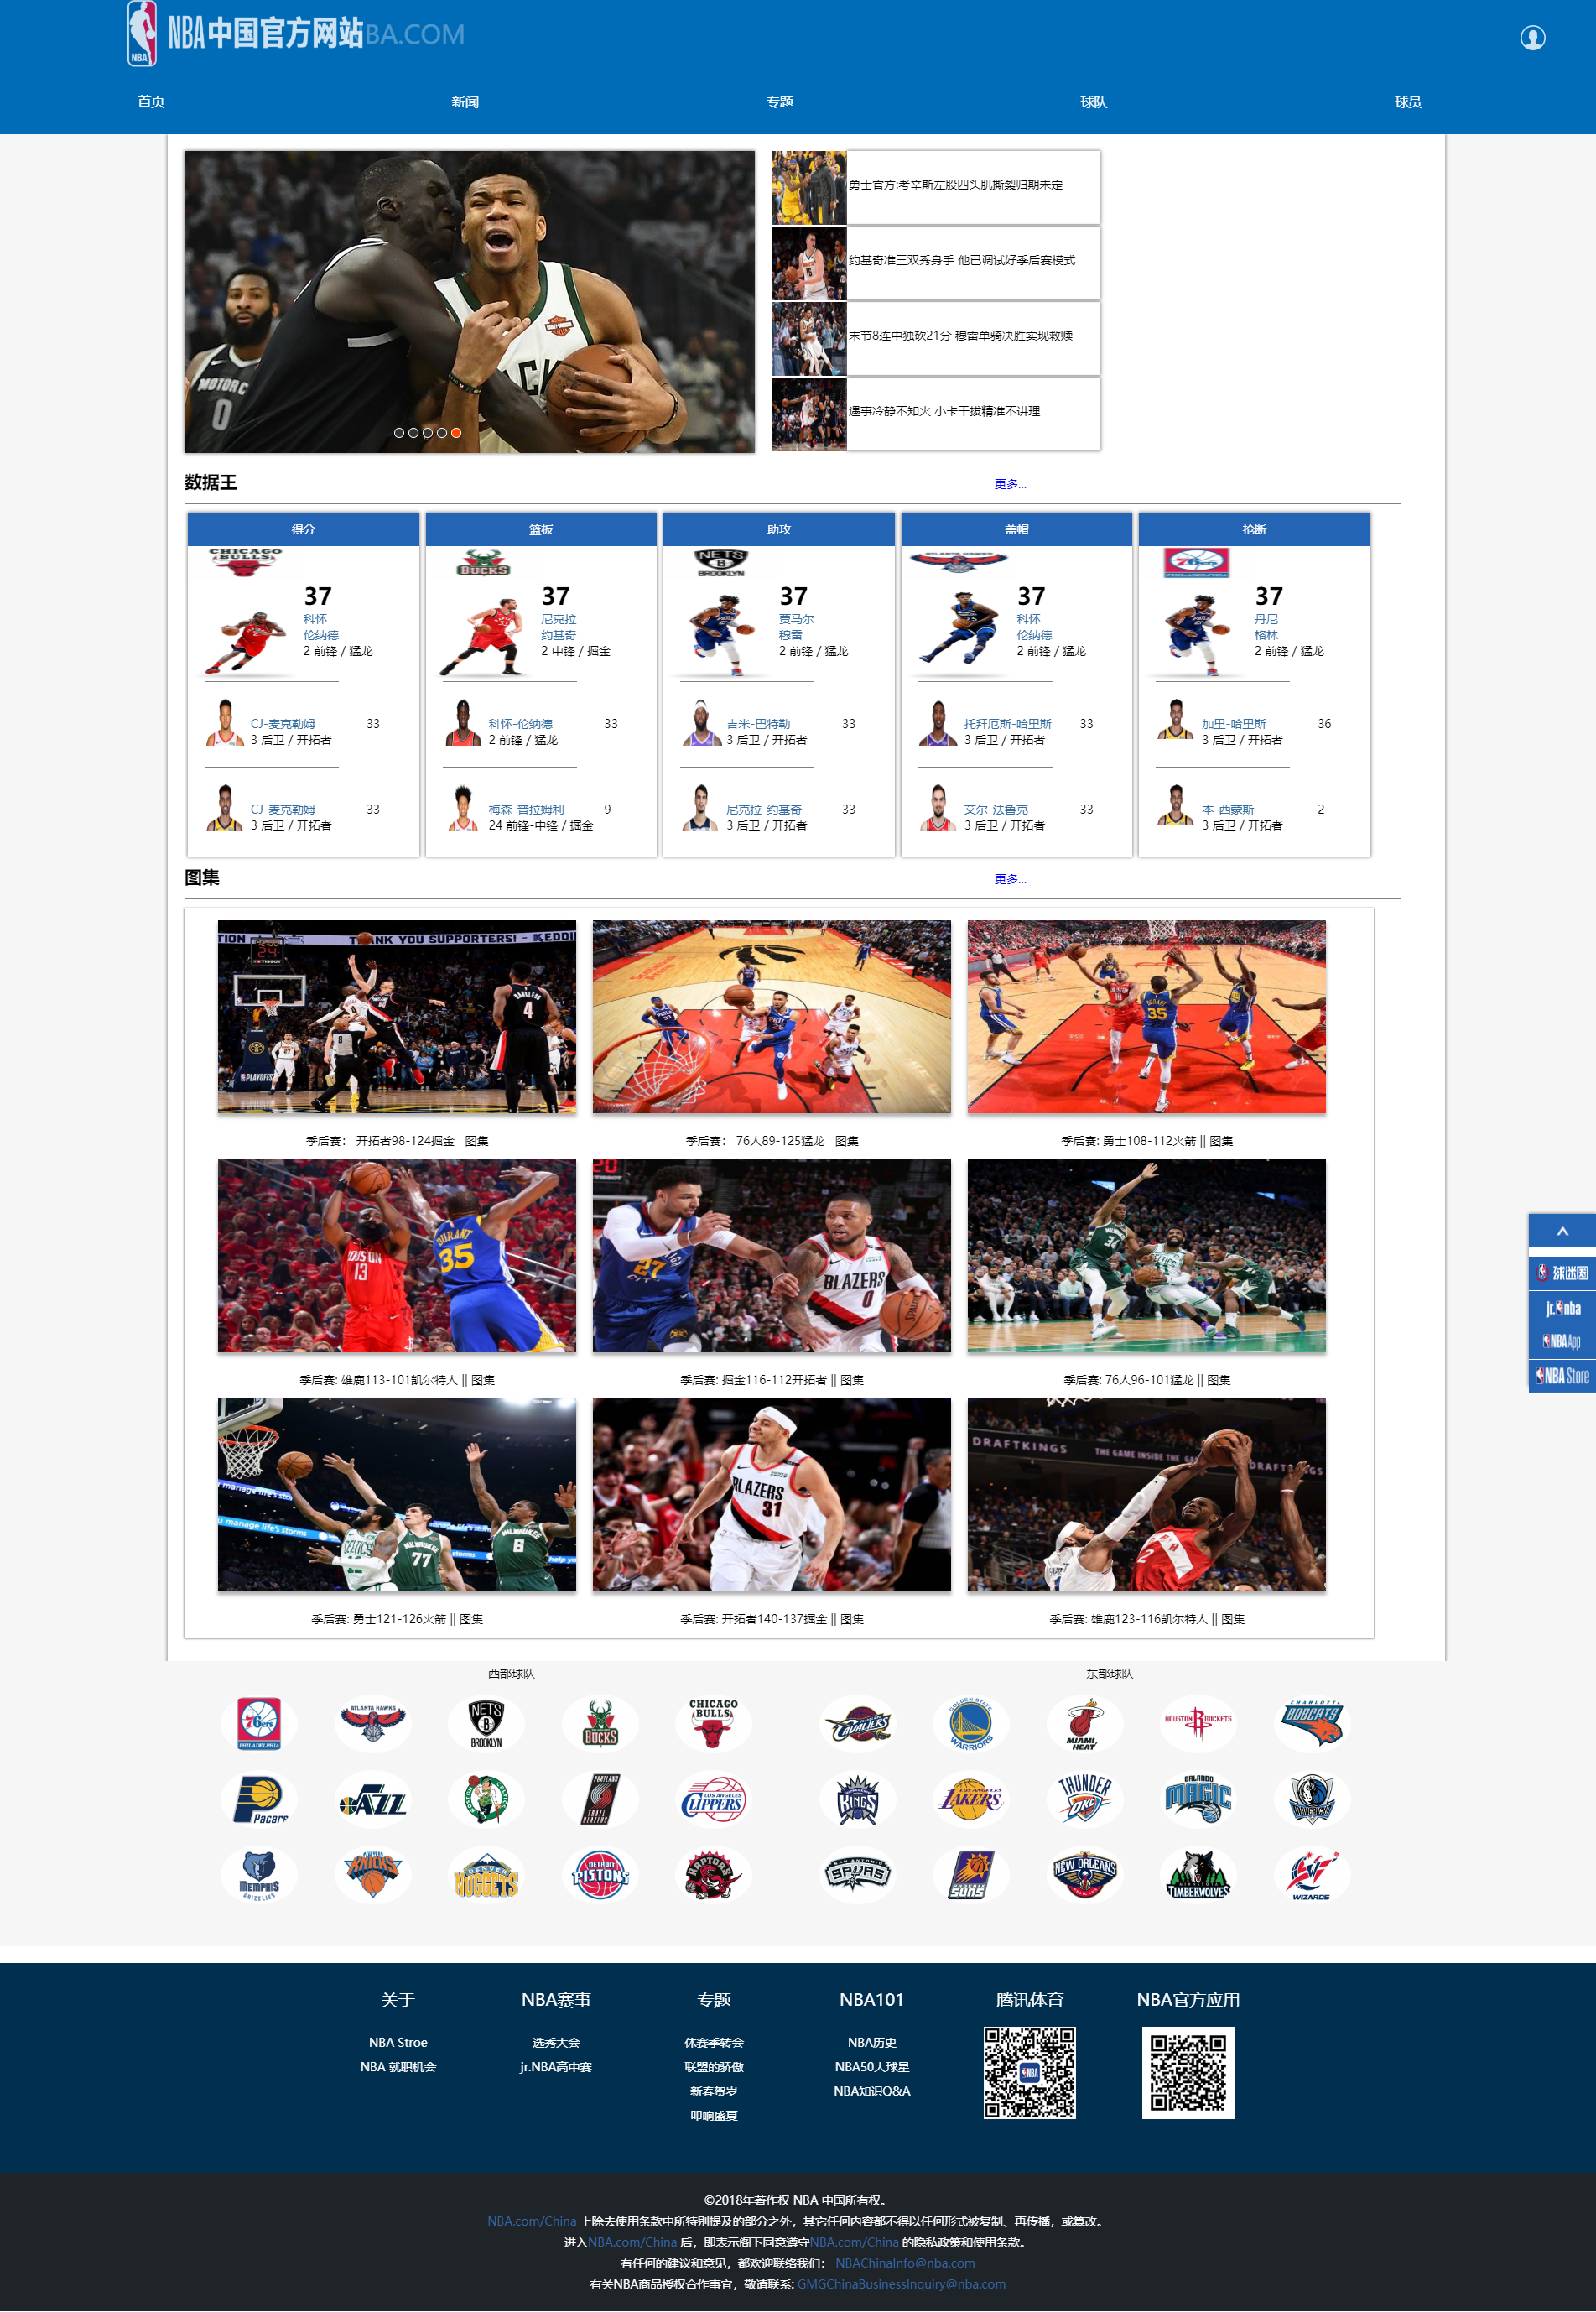 NBA中国官方网站BA.COM
首页 新闻 专题 球队 球员
勇士官方:考辛斯左股四头肌撕裂归期未定
约基奇准三双秀身手 他已调试好季后赛模式
末节8连中独砍21分 穆雷单骑决胜实现救赎
遇事冷静不知火 小卡干拔精准不讲理
数据王 更多...
得分 篮板 助攻 盖帽 抢断
37 37 37 37 37
科怀 尼克拉 贾马尔 科怀 丹尼
伦纳德 约基奇 穆雷 伦纳德 格林
2 前锋 / 猛龙 2 中锋 / 掘金 2 前锋 / 猛龙 2 前锋 / 猛龙 2 前锋 / 猛龙
CJ-麦克勒姆 33 科怀-伦纳德 33 吉米-巴特勒 33 托拜厄斯-哈里斯 33 加里-哈里斯 36
3 后卫 / 开拓者 2 前锋 / 猛龙 3 后卫 / 开拓者 3 后卫 / 开拓者 3 后卫 / 开拓者
CJ-麦克勒姆 33 梅森-普拉姆利 9 尼克拉-约基奇 33 艾尔-法鲁克 33 本-西蒙斯 2
3 后卫 / 开拓者 24 前锋-中锋 / 掘金 3 后卫 / 开拓者 3 后卫 / 开拓者 3 后卫 / 开拓者
图集 更多...
季后赛： 开拓者98-124掘金 图集 季后赛： 76人89-125猛龙 图集 季后赛: 勇士108-112火箭 || 图集
季后赛: 雄鹿113-101凯尔特人 || 图集 季后赛: 掘金116-112开拓者 || 图集 季后赛: 76人96-101猛龙 || 图集
季后赛: 勇士121-126火箭 || 图集 季后赛: 开拓者140-137掘金 || 图集 季后赛: 雄鹿123-116凯尔特人 || 图集
球迷圈
jr.nba
NBA App
NBA Store
西部球队 东部球队
关于 NBA赛事 专题 NBA101 腾讯体育 NBA官方应用
NBA Stroe 选秀大会 休赛季转会 NBA历史
NBA 就职机会 jr.NBA高中赛 联盟的骄傲 NBA50大球星
新春贺岁 NBA知识Q&A
叩响盛夏
©2018年著作权 NBA 中国所有权。
NBA.com/China 上除去使用条款中所特别提及的部分之外，其它任何内容都不得以任何形式被复制、再传播，或篡改。
进入NBA.com/China 后，即表示阁下同意遵守NBA.com/China 的隐私政策和使用条款。
有任何的建议和意见，都欢迎联络我们： NBAChinaInfo@nba.com
有关NBA商品授权合作事宜，敬请联系: GMGChinaBusinessInquiry@nba.com